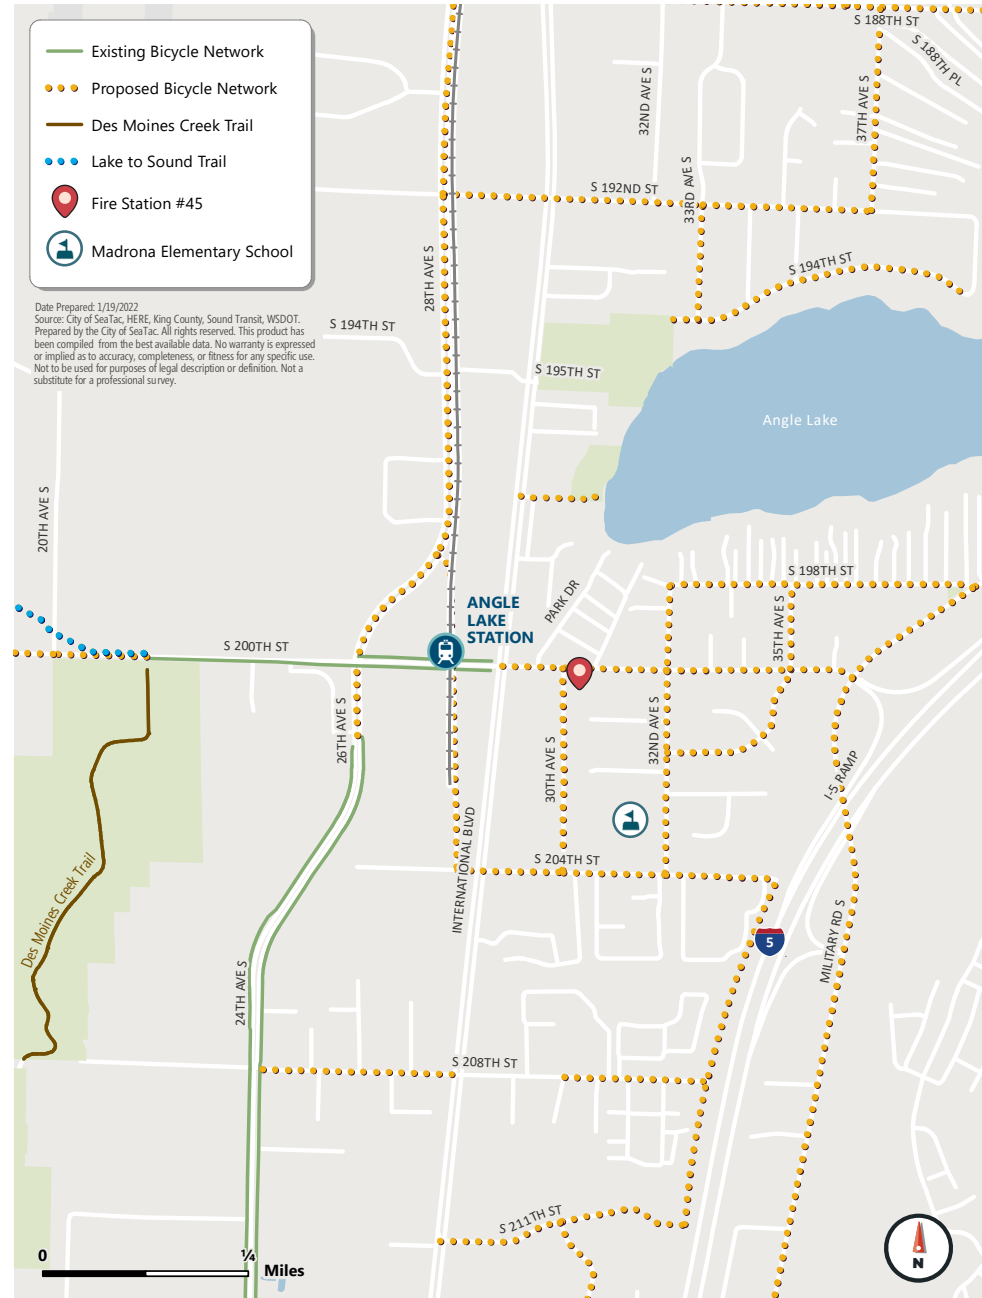 Existing Bicycle Network
Proposed Bicycle Network
Des Moines Creek Trail
Lake to Sound Trail
Fire Station #45
Madrona Elementary School
Date Prepared: 1/19/2022
Source: City of SeaTac, HERE, King County, Sound Transit, WSDOT.
Prepared by the City of SeaTac. All rights reserved. This product has
been compiled from the best available data. No warranty is expressed
or implied as to accuracy, completeness, or fitness for any specific use.
Not to be used for purposes of legal description or definition. Not a
substitute for a professional survey.
S 188TH ST
S 188TH PL
32ND AVE S
37TH AVE S
S 192ND ST
33RD AVE S
28TH AVE S
S 194TH ST
S 194TH ST
S 195TH ST
Angle Lake
20TH AVE S
S 198TH ST
PARK DR
ANGLE
LAKE
STATION
35TH AVE S
S 200TH ST
26TH AVE S
30TH AVE S
32ND AVE S
I-5 RAMP
INTERNATIONAL BLVD
S 204TH ST
Des Moines Creek Trail
5
MILITARY RD S
24TH AVE S
S 208TH ST
S 211TH ST
0
¼
Miles
N